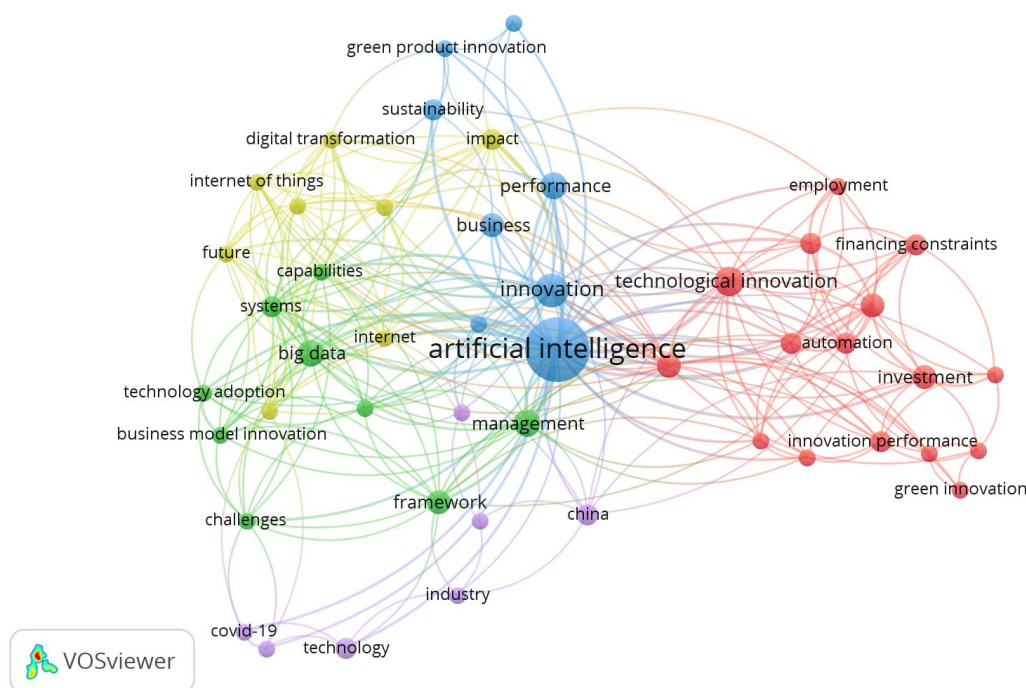 green product innovation
sustainability
digital transformation
impact
internet of things
performance
employment
business
future
financing constraints
capabilities
technological innovation
innovation
systems
internet
automation
big data
artificial intelligence
investment
technology adoption
management
business model innovation
innovation performance
green innovation
framework
china
challenges
industry
covid-19
technology
VOSviewer